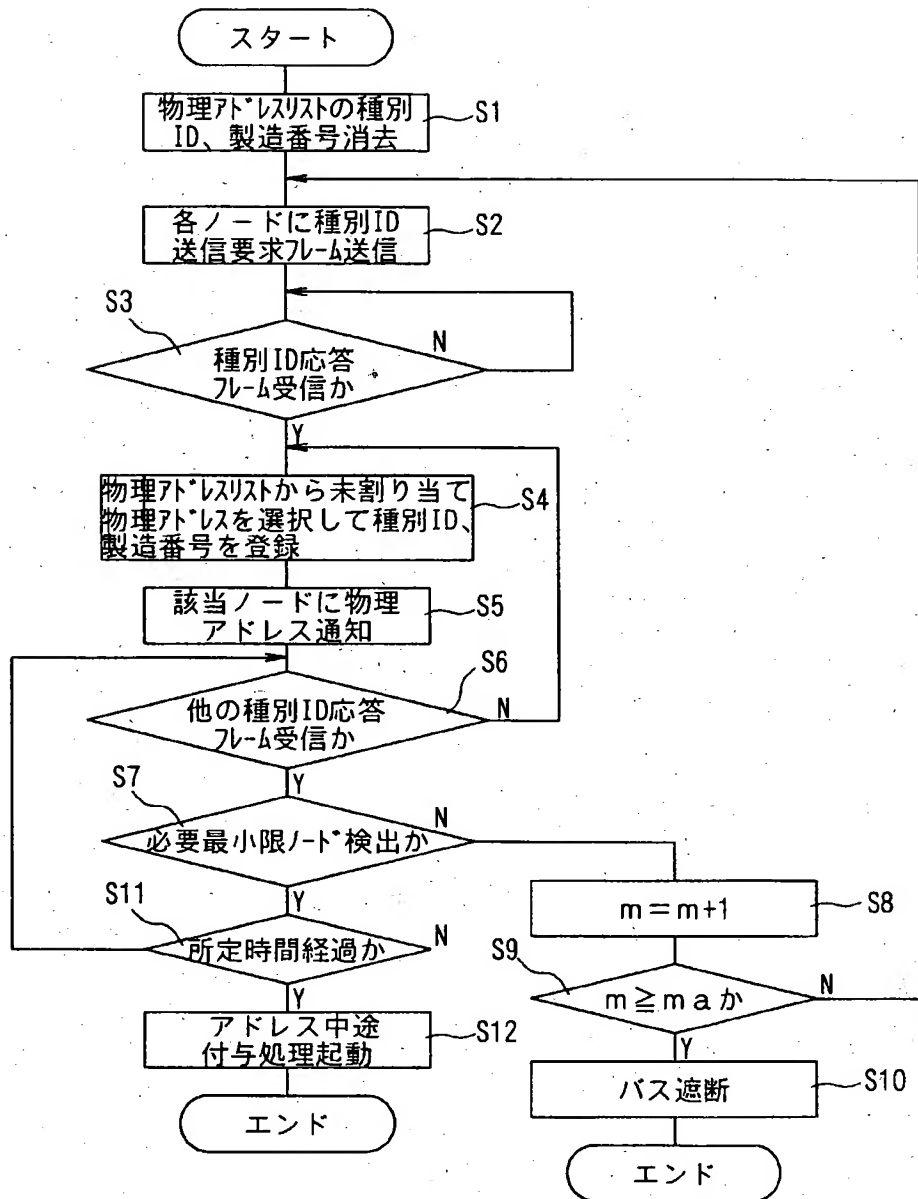 スタート
物理アドレスリストの種別
ID、製造番号消去
S1
各ノードに種別ID
送信要求フレーム送信
S2
S3
種別ID応答
フレーム受信か
N
Y
物理アドレスリストから未割り当て
物理アドレスを選択して種別ID、
製造番号を登録
S4
該当ノードに物理
アドレス通知
S5
S6
他の種別ID応答
フレーム受信か
N
Y
S7
必要最小限ノード検出か
N
Y
S11
所定時間経過か
N
Y
アドレス中途
付与処理起動
S12
エンド
m=m+1
S8
S9
m≧maか
N
Y
バス遮断
S10
エンド